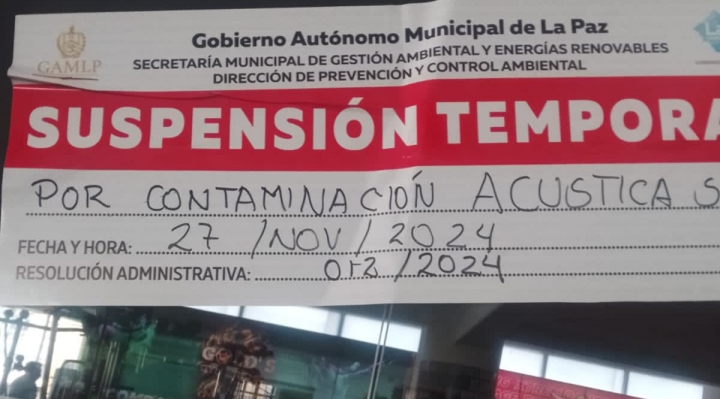 GAMLP
Gobierno Autónomo Municipal de La Paz
SECRETARÍA MUNICIPAL DE GESTIÓN AMBIENTAL Y ENERGÍAS RENOVABLES
DIRECCIÓN DE PREVENCIÓN Y CONTROL AMBIENTAL
SUSPENSIÓN TEMPORA
POR CONTAMINACIÓN ACUSTICA S
FECHA Y HORA: 27/NOV/2024
RESOLUCIÓN ADMINISTRATIVA: 012/2024